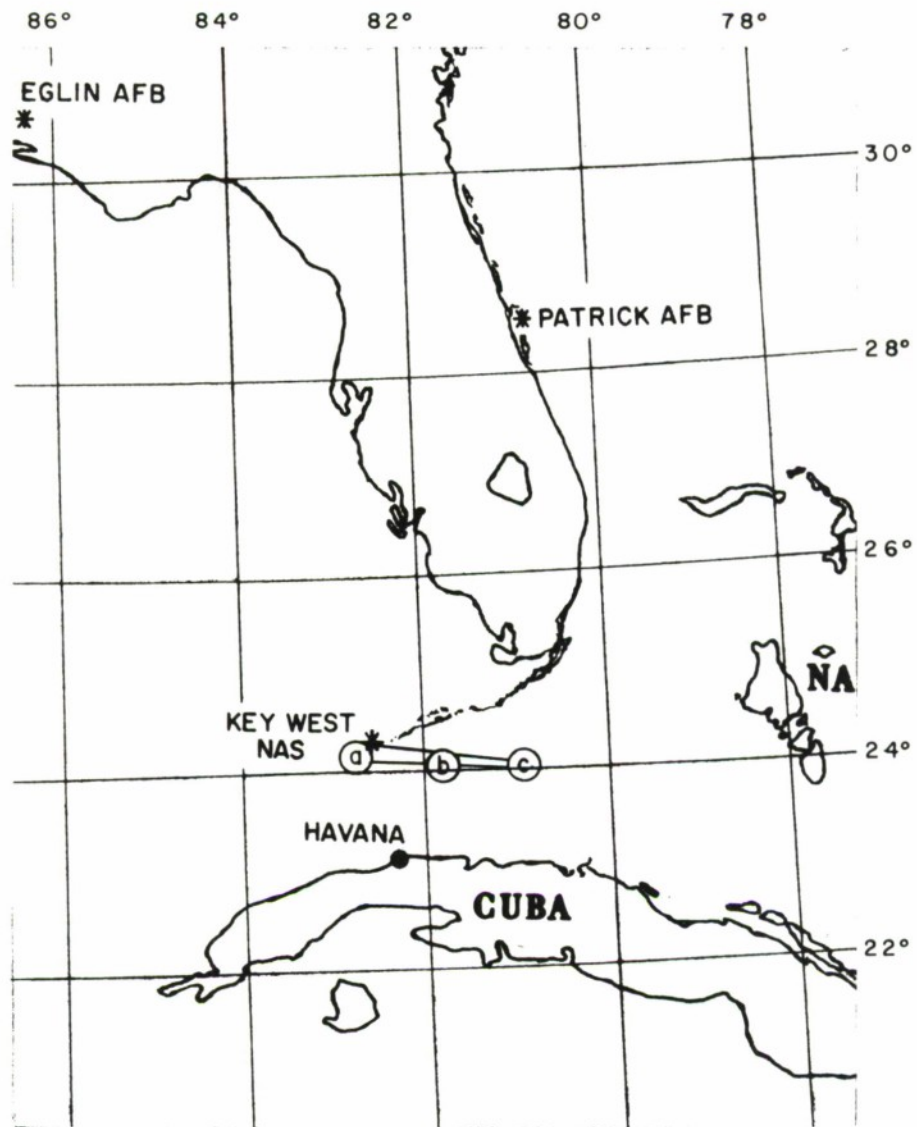 86° 84° 82° 80° 78°
EGLIN AFB
30°
PATRICK AFB
28°
26°
NA
KEY WEST
NAS
24°
a b c
HAVANA
CUBA
22°